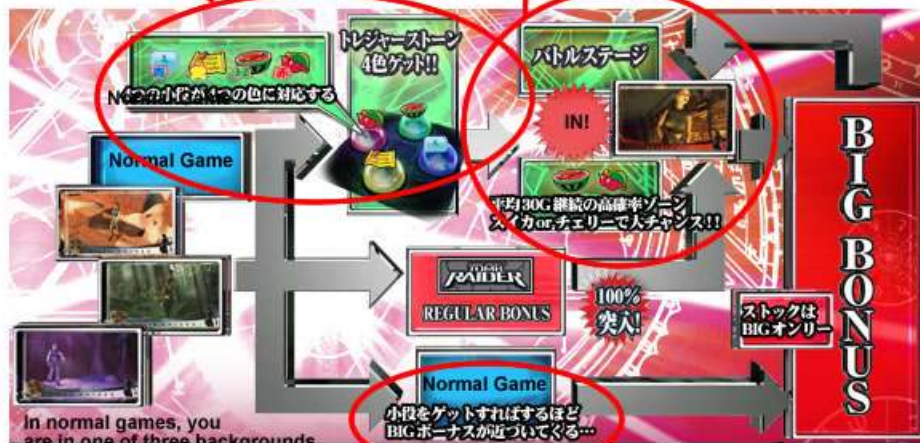 4つの小役が4つの色に対応する
トレジャーストーン
4色ゲット!!
バトルステージ
IN!
平均30G継続の高確率ゾーン
スイカorチェリーで大チャンス!!
Normal Game
TOMB
RAIDER
REGULAR BONUS
100%
突入!
ストックは
BIGオンリー
BIG BONUS
Normal Game
小役をゲットすればするほど
BIGボーナスが近づいてくる…
In normal games, you
are in one of three backgrounds